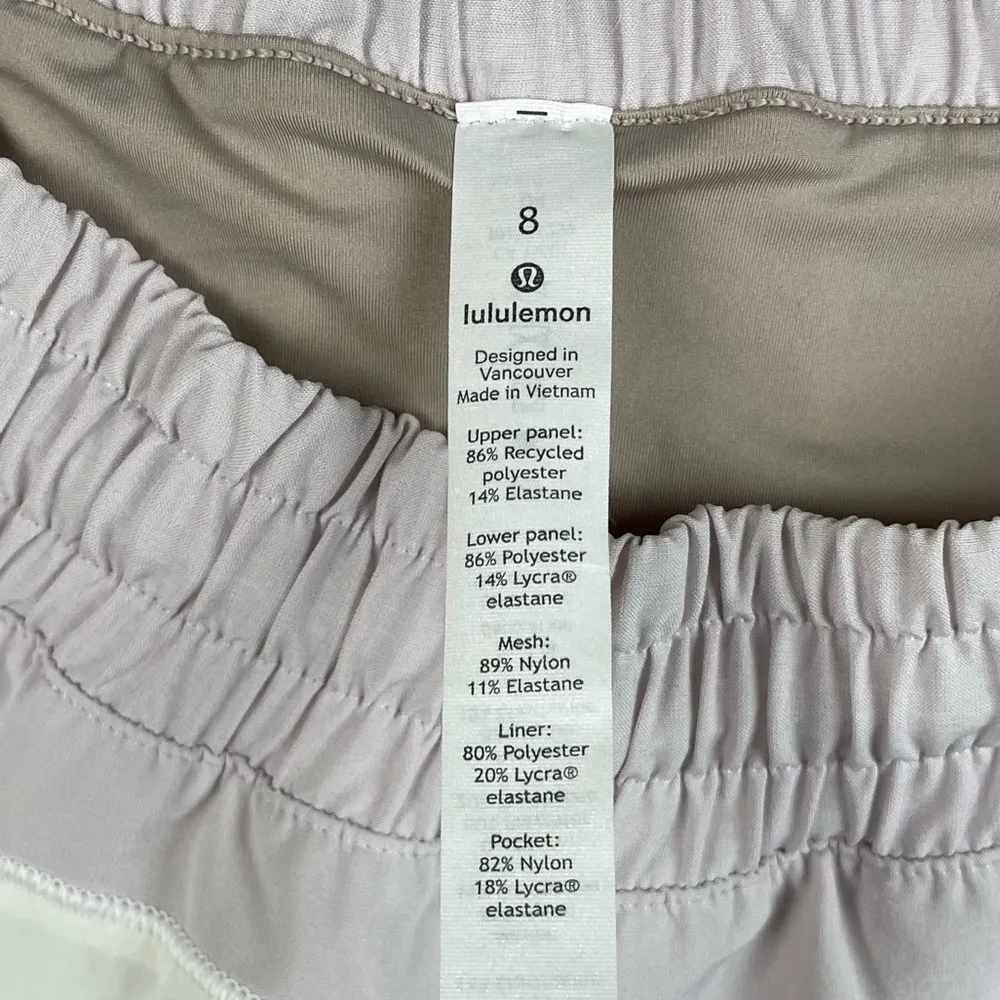 8
lululemon
Designed in
Vancouver
Made in Vietnam
Upper panel:
86% Recycled
polyester
14% Elastane
Lower panel:
86% Polyester
14% Lycra®
elastane
Mesh:
89% Nylon
11% Elastane
Liner:
80% Polyester
20% Lycra®
elastane
Pocket:
82% Nylon
18% Lycra®
elastane